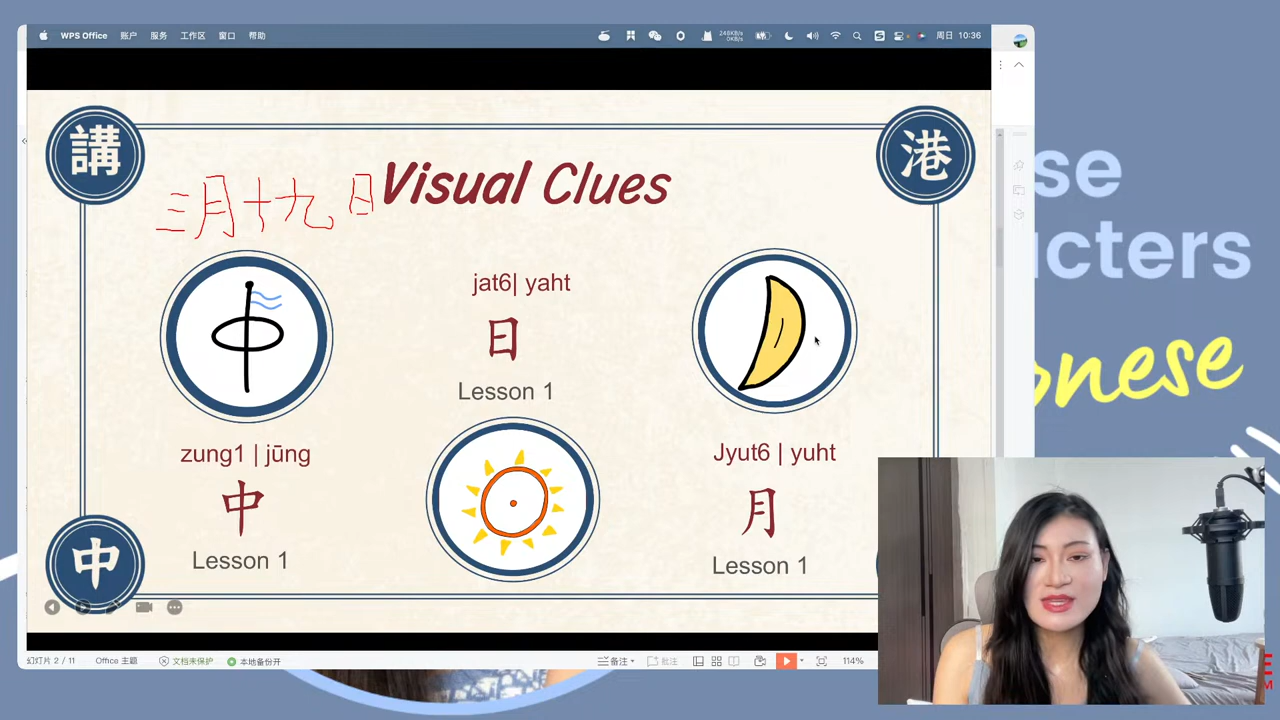 WPS Office 账户 服务 工作区 窗口 帮助 周日 10:36
講
港
Visual Clues
三月十九日
jat6| yaht
日
Lesson 1
zung1 | jūng
中
Lesson 1
Jyut6 | yuht
月
Lesson 1
中
幻灯片 2 / 11 Office 主题 文档未保护 本地备份开 备注 批注 114%
se
cters
onese